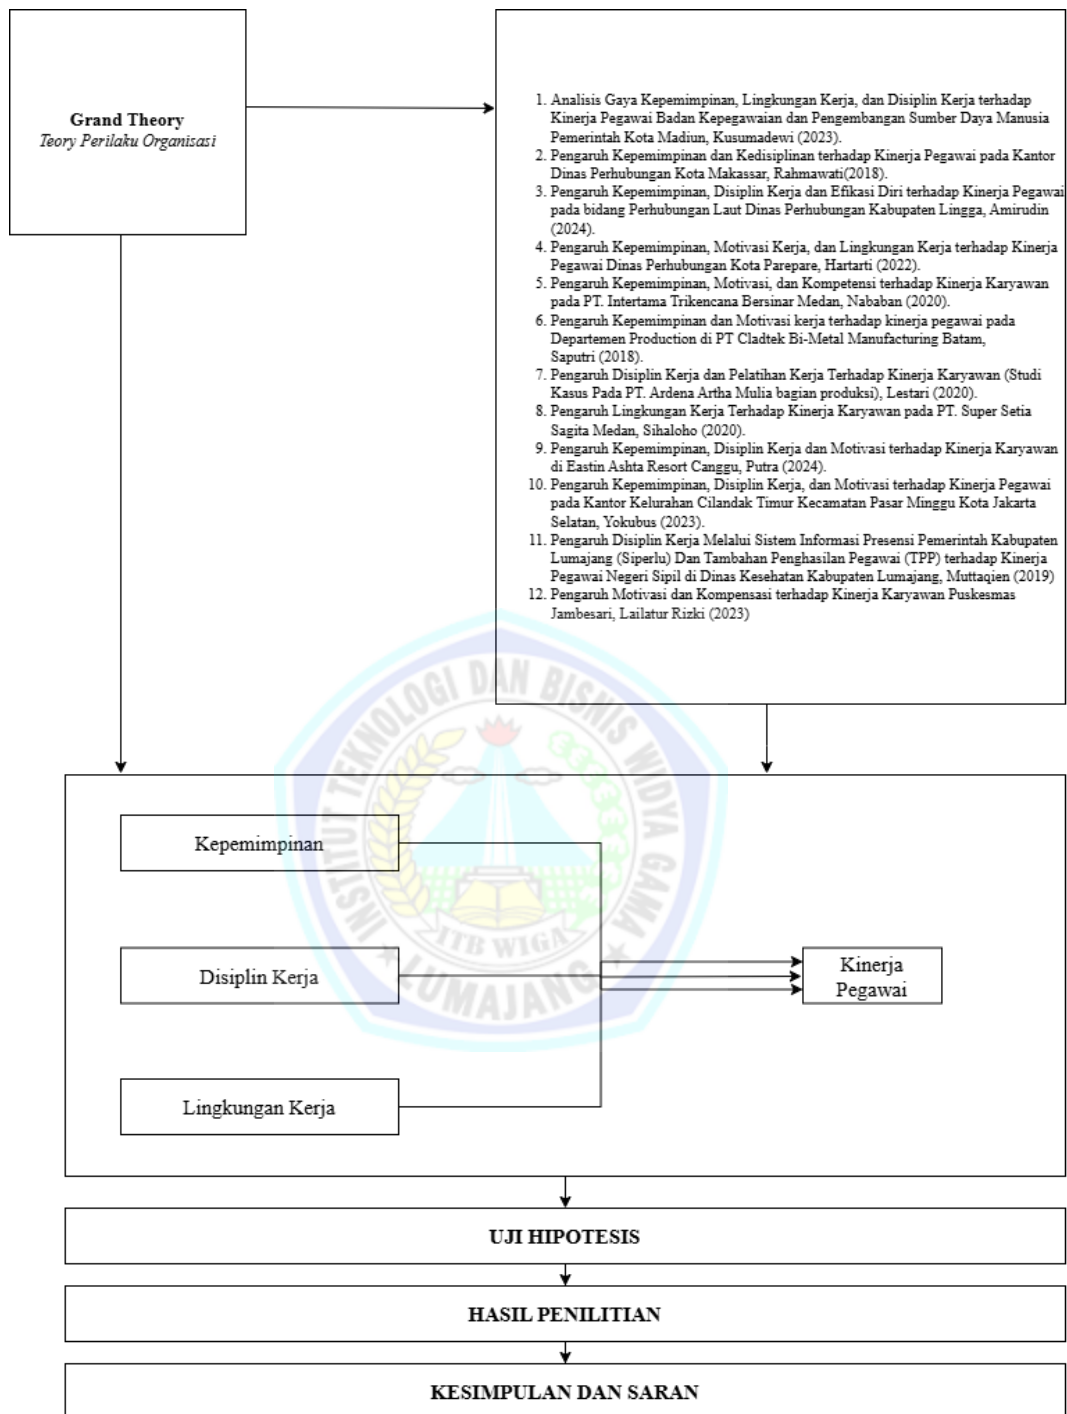 Grand Theory
Teory Perilaku Organisasi
1. Analisis Gaya Kepemimpinan, Lingkungan Kerja, dan Disiplin Kerja terhadap
Kinerja Pegawai Badan Kepegawaian dan Pengembangan Sumber Daya Manusia
Pemerintah Kota Madiun, Kusumadewi (2023).
2. Pengaruh Kepemimpinan dan Kedisiplinan terhadap Kinerja Pegawai pada Kantor
Dinas Perhubungan Kota Makassar, Rahmawati(2018).
3. Pengaruh Kepemimpinan, Disiplin Kerja dan Efikasi Diri terhadap Kinerja Pegawai
pada bidang Perhubungan Laut Dinas Perhubungan Kabupaten Lingga, Amirudin
(2024).
4. Pengaruh Kepemimpinan, Motivasi Kerja, dan Lingkungan Kerja terhadap Kinerja
Pegawai Dinas Perhubungan Kota Parepare, Hartarti (2022).
5. Pengaruh Kepemimpinan, Motivasi, dan Kompetensi terhadap Kinerja Karyawan
pada PT. Intertama Trikencana Bersinar Medan, Nababan (2020).
6. Pengaruh Kepemimpinan dan Motivasi kerja terhadap kinerja pegawai pada
Departemen Production di PT Cladtek Bi-Metal Manufacturing Batam,
Saputri (2018).
7. Pengaruh Disiplin Kerja dan Pelatihan Kerja Terhadap Kinerja Karyawan (Studi
Kasus Pada PT. Ardena Artha Mulia bagian produksi), Lestari (2020).
8. Pengaruh Lingkungan Kerja Terhadap Kinerja Karyawan pada PT. Super Setia
Sagita Medan, Sihaloho (2020).
9. Pengaruh Kepemimpinan, Disiplin Kerja dan Motivasi terhadap Kinerja Karyawan
di Eastin Ashta Resort Canggu, Putra (2024).
10. Pengaruh Kepemimpinan, Disiplin Kerja, dan Motivasi terhadap Kinerja Pegawai
pada Kantor Kelurahan Cilandak Timur Kecamatan Pasar Minggu Kota Jakarta
Selatan, Yokubus (2023).
11. Pengaruh Disiplin Kerja Melalui Sistem Informasi Presensi Pemerintah Kabupaten
Lumajang (Siperlu) Dan Tambahan Penghasilan Pegawai (TPP) terhadap Kinerja
Pegawai Negeri Sipil di Dinas Kesehatan Kabupaten Lumajang, Muttaqien (2019)
12. Pengaruh Motivasi dan Kompensasi terhadap Kinerja Karyawan Puskesmas
Jambesari, Lailatur Rizki (2023)
INSTITUT TEKNOLOGI DAN BISNIS WIDYA GAMA
ITB WIGA
LUMAJANG
Kepemimpinan
Disiplin Kerja
Lingkungan Kerja
Kinerja
Pegawai
UJI HIPOTESIS
HASIL PENILITIAN
KESIMPULAN DAN SARAN